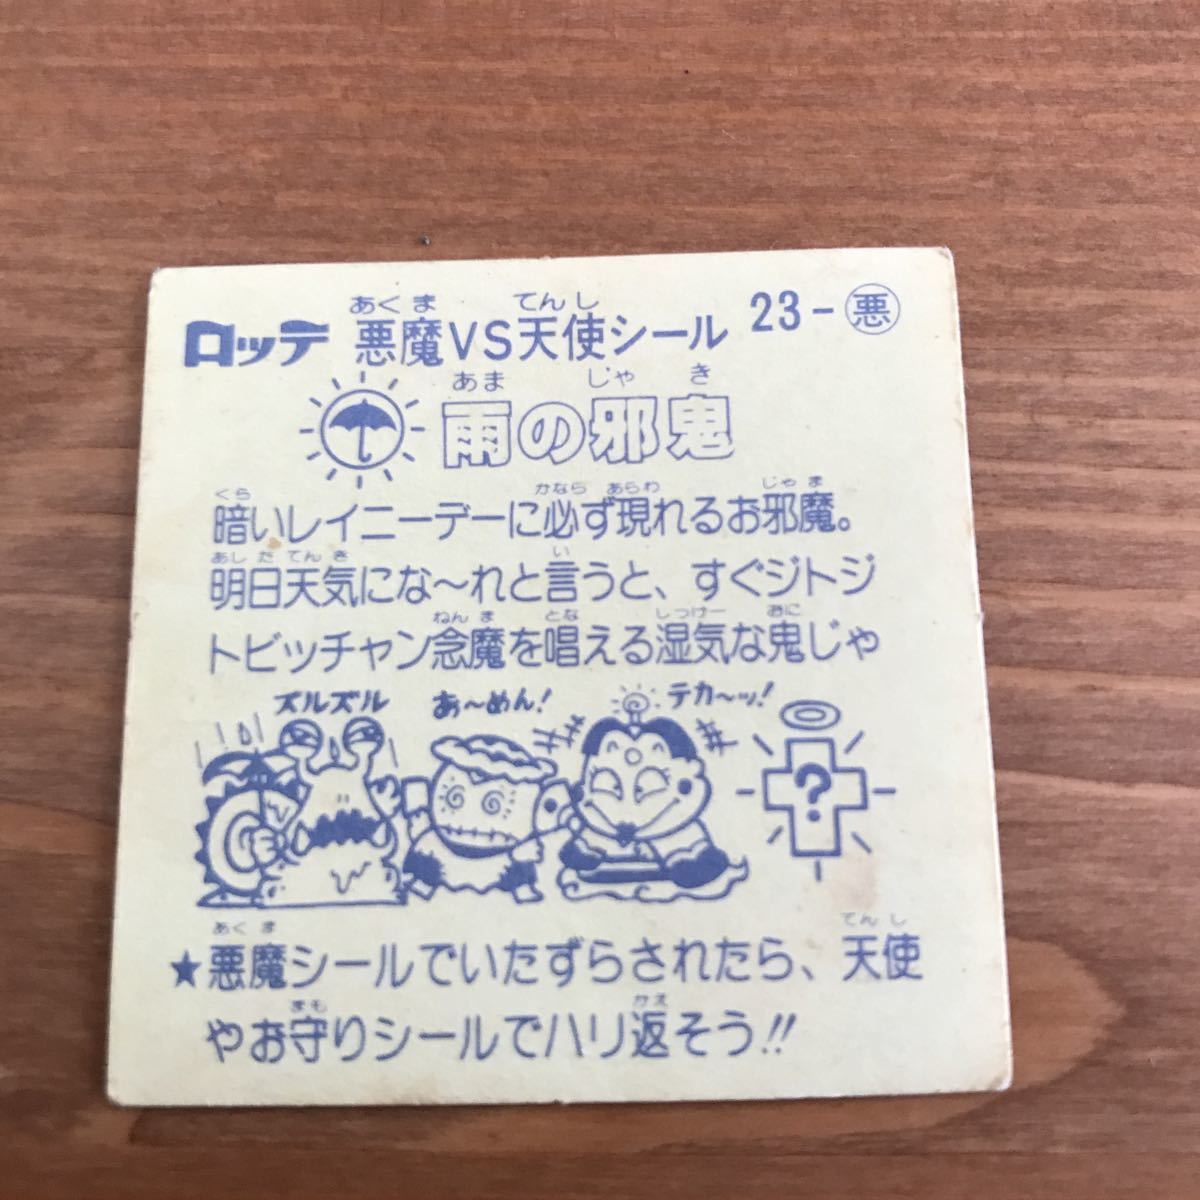 ロッテ 悪魔VS天使シール 23-悪
あくま てんし
雨の邪鬼
あま じゃき
暗いレイニーデーに必ず現れるお邪魔。
くら かなら あらわ じゃま
明日天気にな〜れと言うと、すぐジトジ
あしたてんき い
トビッチャン念魔を唱える湿気な鬼じゃ
ねんま とな しっけー おに
ズルズル あ〜めん! テカ〜ッ!
?
★悪魔シールでいたずらされたら、天使
あくま てんし
やお守りシールでハリ返そう!!
まも かえ